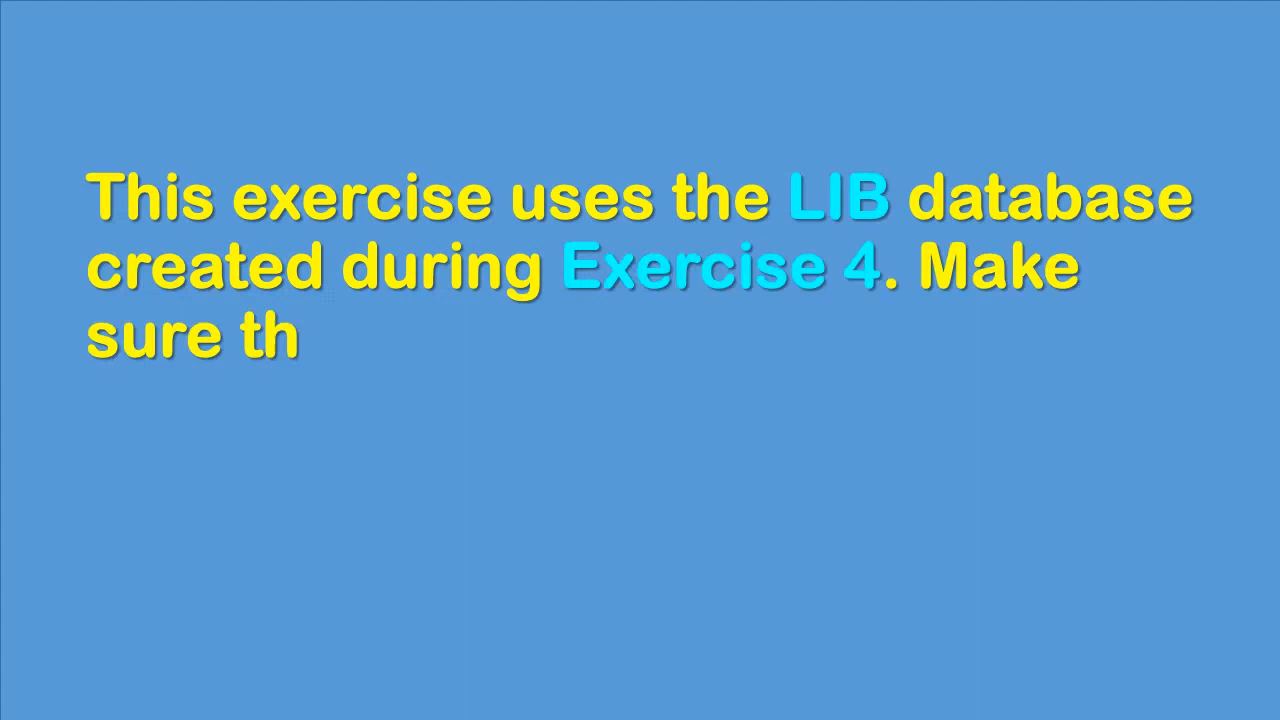 This exercise uses the LIB database
created during Exercise 4. Make
sure th